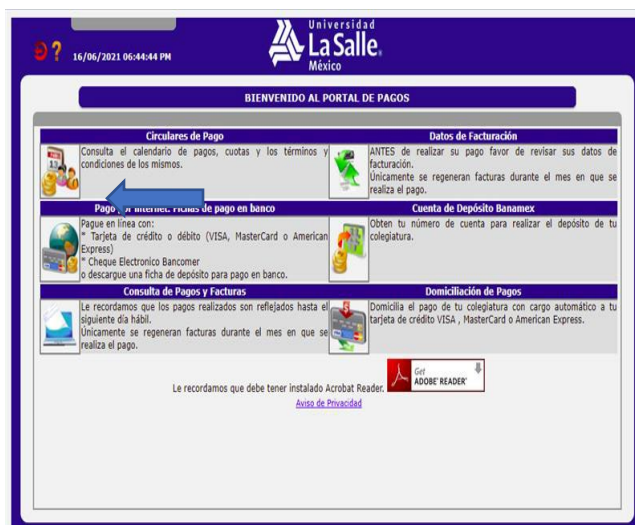 Universidad
La Salle®
México
16/06/2021 06:44:44 PM
BIENVENIDO AL PORTAL DE PAGOS
Circulares de Pago
Consulta el calendario de pagos, cuotas y los términos y
condiciones de los mismos.
Datos de Facturación
ANTES de realizar su pago favor de revisar sus datos de
facturación.
Únicamente se regeneran facturas durante el mes en que se
realiza el pago.
Pago por Internet. Fichas de pago en banco
Pague en línea con:
* Tarjeta de crédito o débito (VISA, MasterCard o American
Express)
* Cheque Electronico Bancomer
o descargue una ficha de depósito para pago en banco.
Cuenta de Depósito Banamex
Obten tu número de cuenta para realizar el depósito de tu
colegiatura.
Consulta de Pagos y Facturas
Le recordamos que los pagos realizados son reflejados hasta el
siguiente día hábil.
Únicamente se regeneran facturas durante el mes en que se
realiza el pago.
Domiciliación de Pagos
Domicilia el pago de tu colegiatura con cargo automático a tu
tarjeta de crédito VISA , MasterCard o American Express.
Le recordamos que debe tener instalado Acrobat Reader.
Get
ADOBE® READER®
Aviso de Privacidad